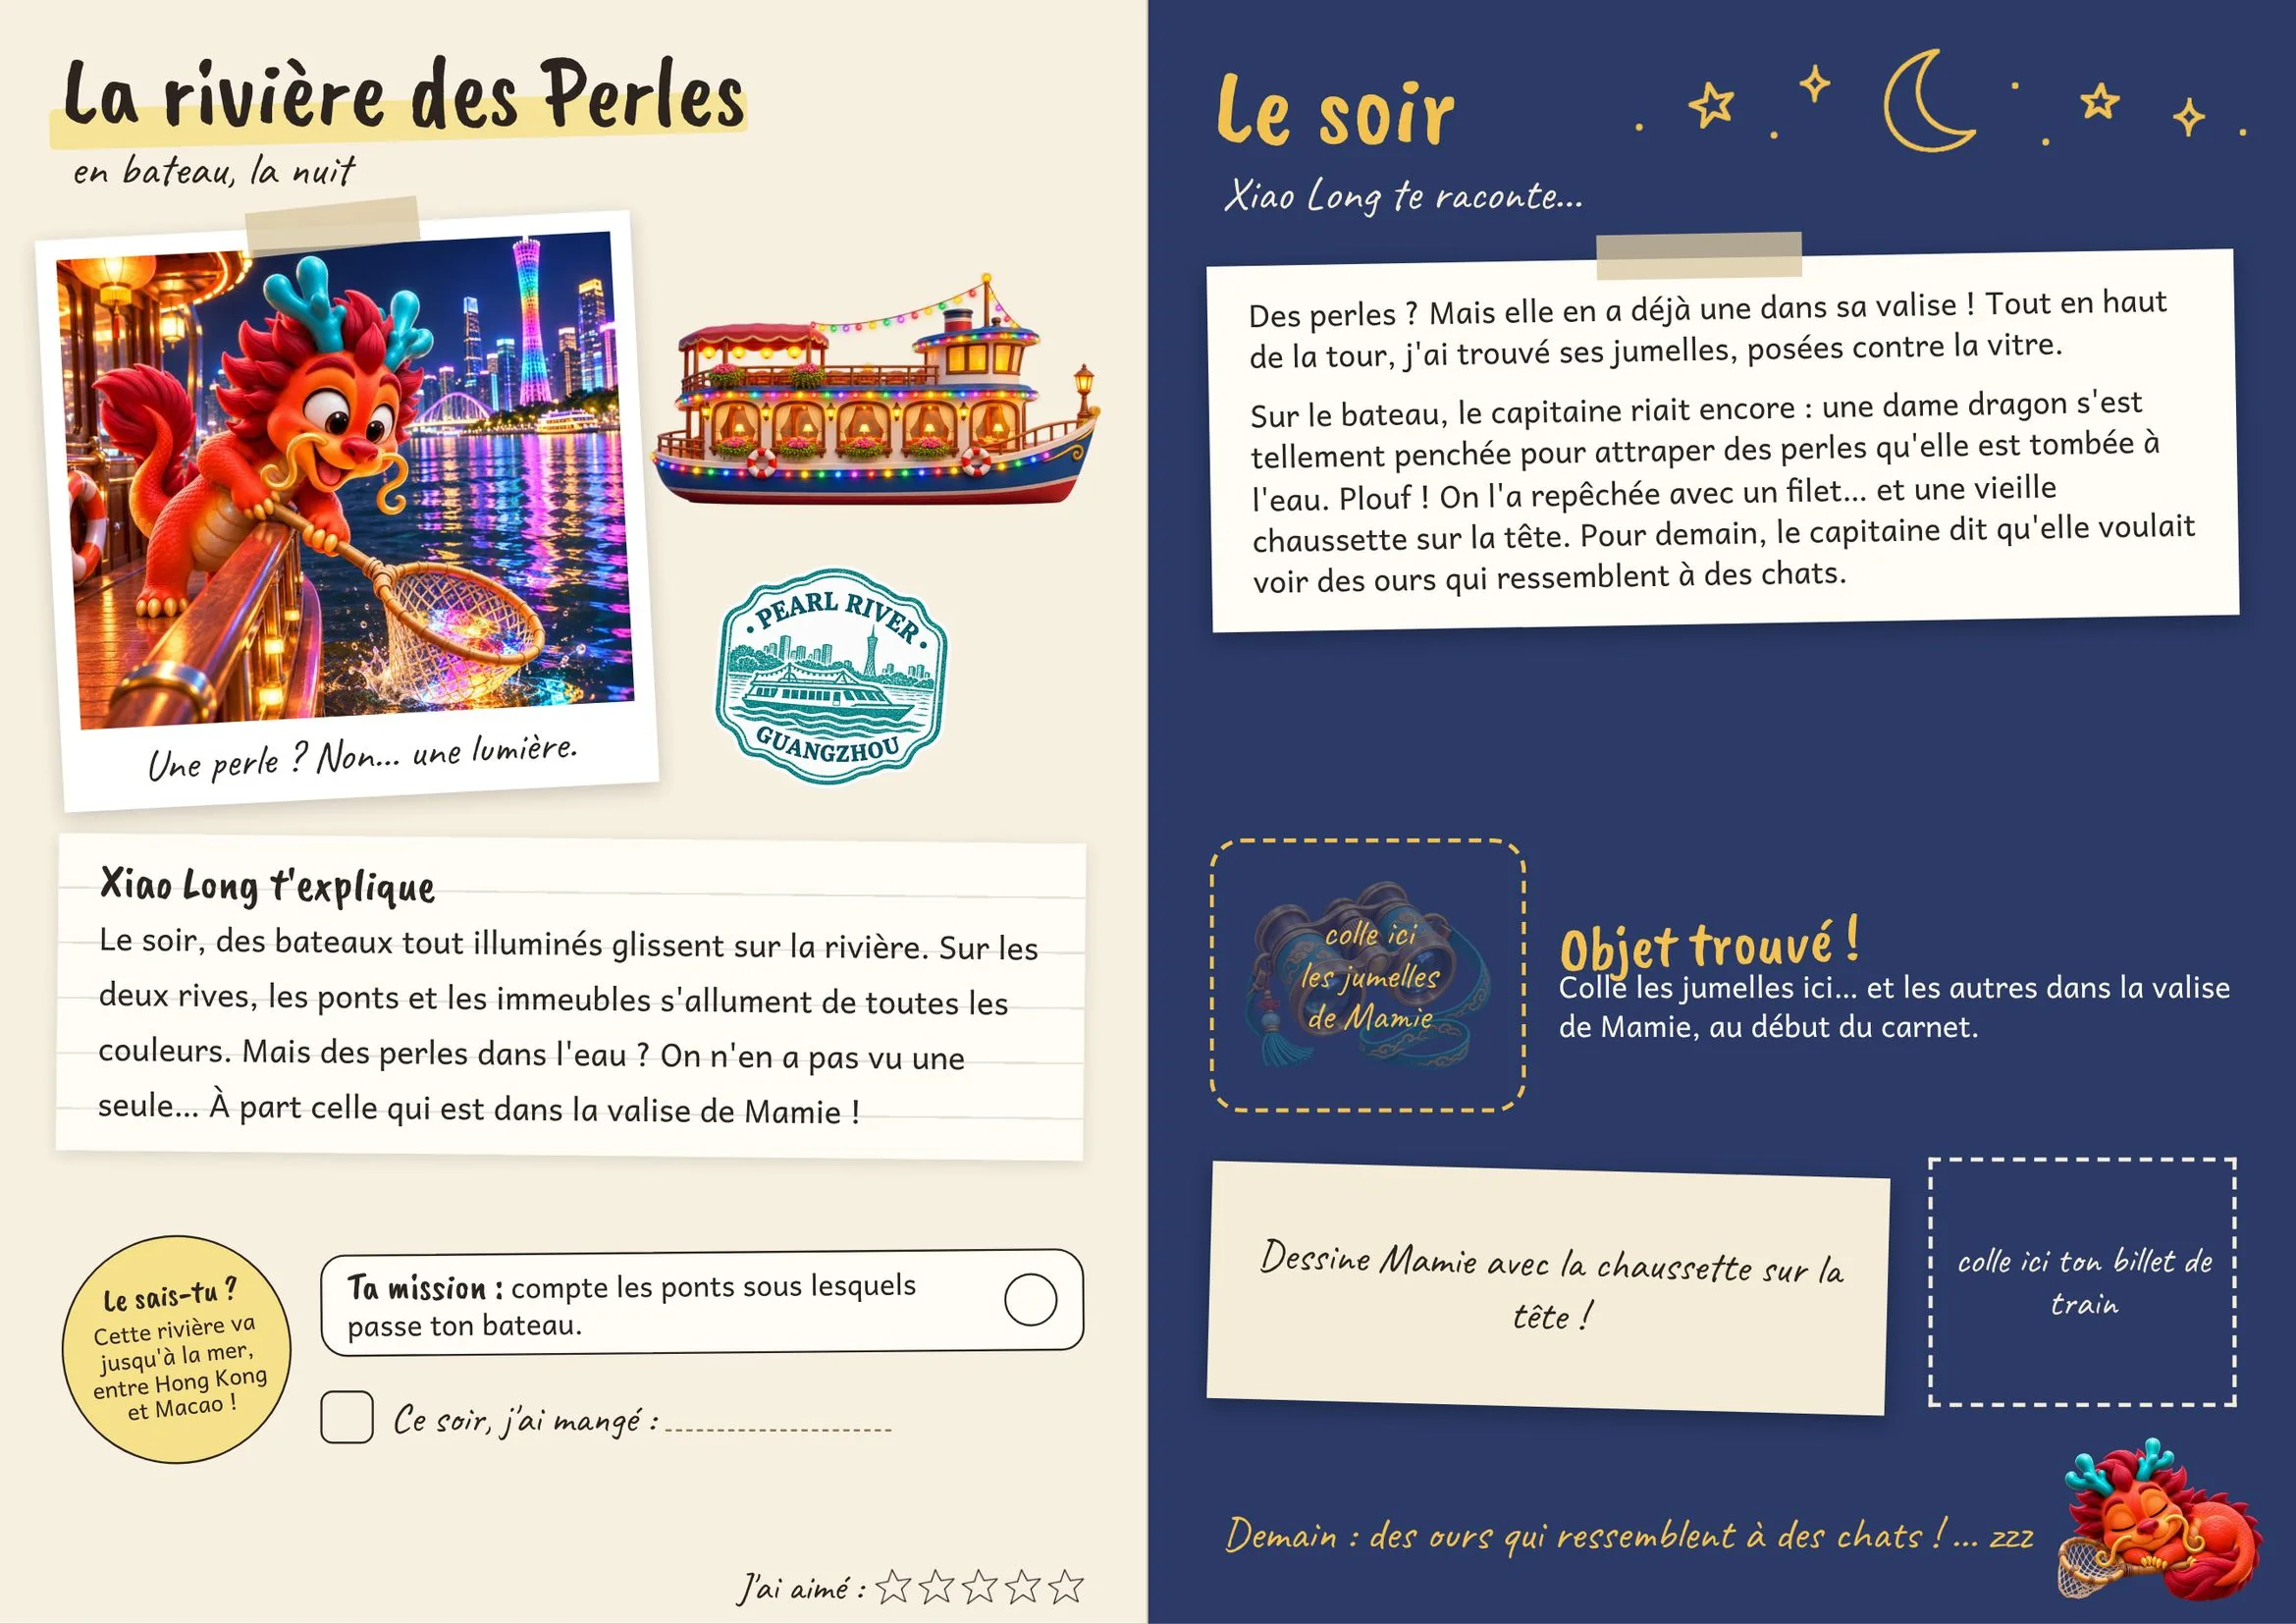 La rivière des Perles
en bateau, la nuit
Une perle ? Non... une lumière.
• PEARL RIVER •
GUANGZHOU
Xiao Long t'explique
Le soir, des bateaux tout illuminés glissent sur la rivière. Sur les
deux rives, les ponts et les immeubles s'allument de toutes les
couleurs. Mais des perles dans l'eau ? On n'en a pas vu une
seule... À part celle qui est dans la valise de Mamie !
Le sais-tu ?
Cette rivière va
jusqu'à la mer,
entre Hong Kong
et Macao !
Ta mission : compte les ponts sous lesquels
passe ton bateau.
Ce soir, j'ai mangé :
J'ai aimé :
Le soir
Xiao Long te raconte...
Des perles ? Mais elle en a déjà une dans sa valise ! Tout en haut
de la tour, j'ai trouvé ses jumelles, posées contre la vitre.
Sur le bateau, le capitaine riait encore : une dame dragon s'est
tellement penchée pour attraper des perles qu'elle est tombée à
l'eau. Plouf ! On l'a repêchée avec un filet... et une vieille
chaussette sur la tête. Pour demain, le capitaine dit qu'elle voulait
voir des ours qui ressemblent à des chats.
colle ici
les jumelles
de Mamie
Objet trouvé !
Colle les jumelles ici... et les autres dans la valise
de Mamie, au début du carnet.
Dessine Mamie avec la chaussette sur la
tête !
colle ici ton billet de
train
Demain : des ours qui ressemblent à des chats ! ... zzz